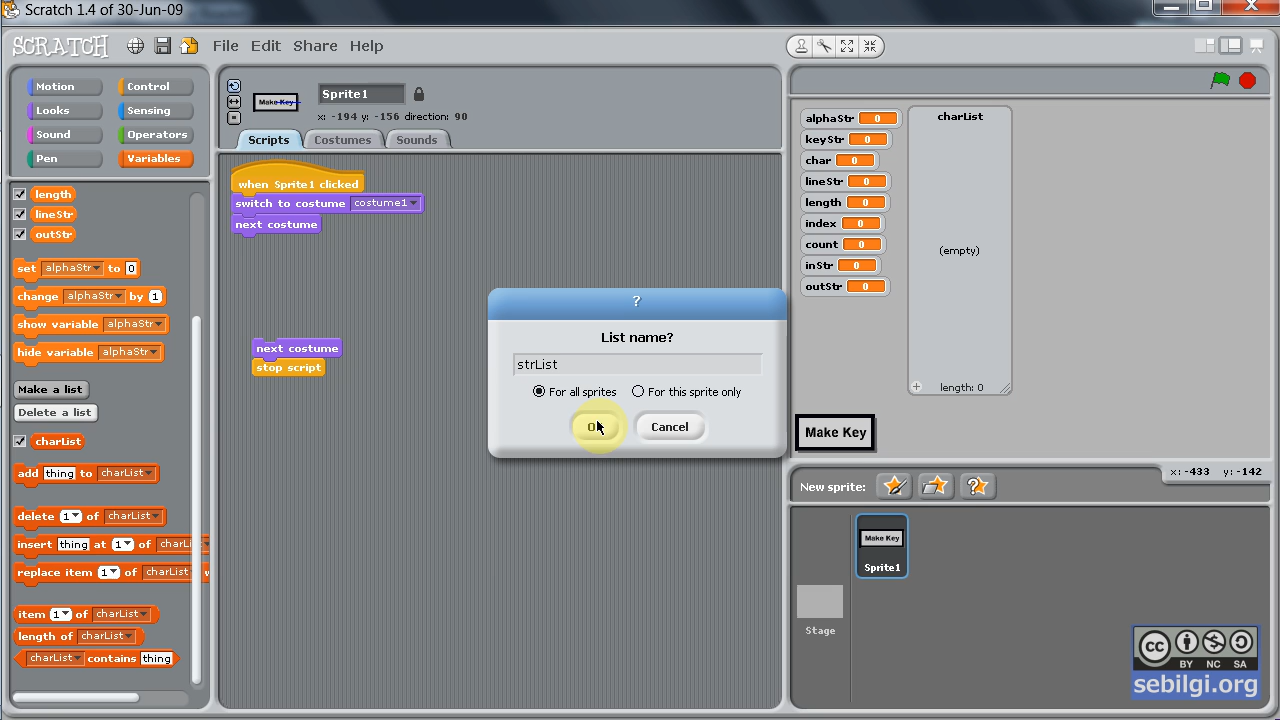 Scratch 1.4 of 30-Jun-09
SCRATCH
File Edit Share Help
Motion Control
Looks Sensing
Sound Operators
Pen Variables
length
lineStr
outStr
set alphaStr to 0
change alphaStr by 1
show variable alphaStr
hide variable alphaStr
Make a list
Delete a list
charList
add thing to charList
delete 1 of charList
insert thing at 1 of charLi
replace item 1 of charList w
item 1 of charList
length of charList
charList contains thing
Make Key
Sprite1
x: -194 y: -156 direction: 90
Scripts Costumes Sounds
when Sprite1 clicked
switch to costume costume1
next costume
next costume
stop script
?
List name?
strList
For all sprites For this sprite only
Cancel
alphaStr 0
keyStr 0
char 0
lineStr 0
length 0
index 0
count 0
inStr 0
outStr 0
charList
(empty)
+ length: 0
Make Key
x: -433 y: -142
New sprite:
Make Key
Sprite1
Stage
cc BY NC SA
sebilgi.org